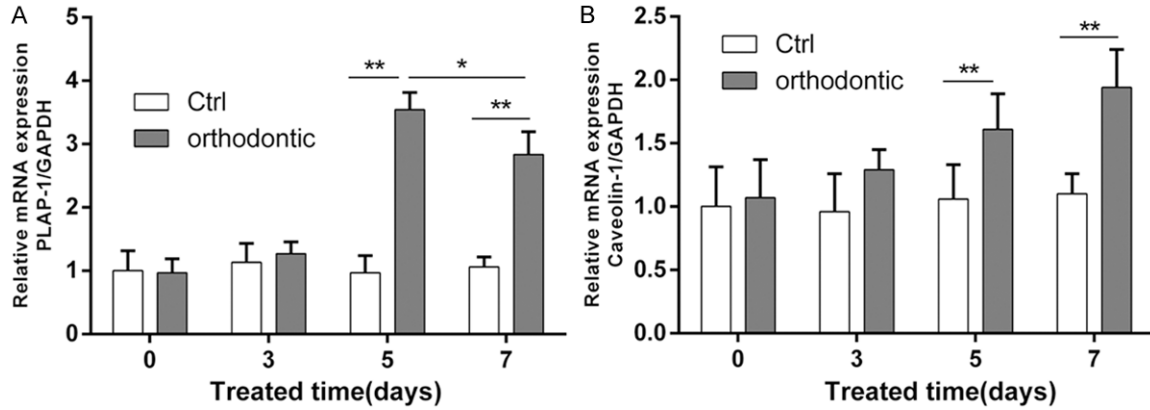 A
Relative mRNA expression
PLAP-1/GAPDH
5
4
3
2
1
0
Ctrl
orthodontic
**
*
**
0 3 5 7
Treated time(days)
B
Relative mRNA expression
Caveolin-1/GAPDH
2.5
2.0
1.5
1.0
0.5
0.0
Ctrl
orthodontic
**
**
0 3 5 7
Treated time(days)